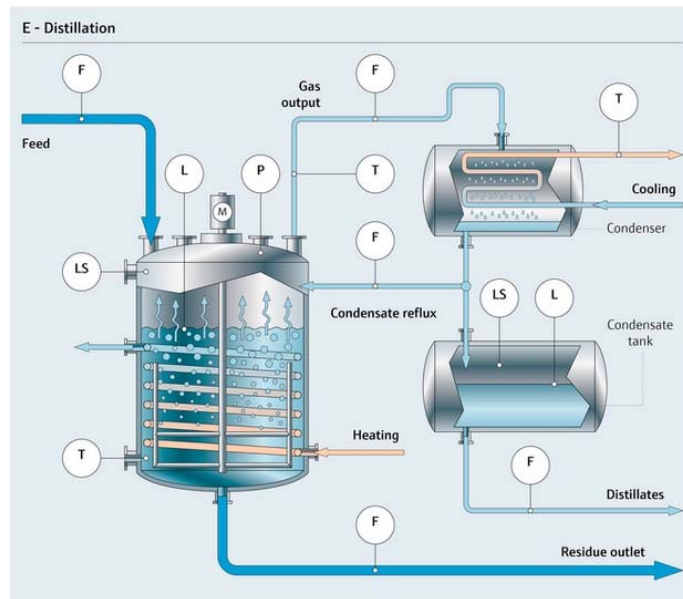 E - Distillation
F
Gas
output
F
T
Feed
L
P
T
Cooling
M
Condenser
LS
F
Condensate reflux
LS
L
Condensate
tank
T
Heating
F
Distillates
F
Residue outlet